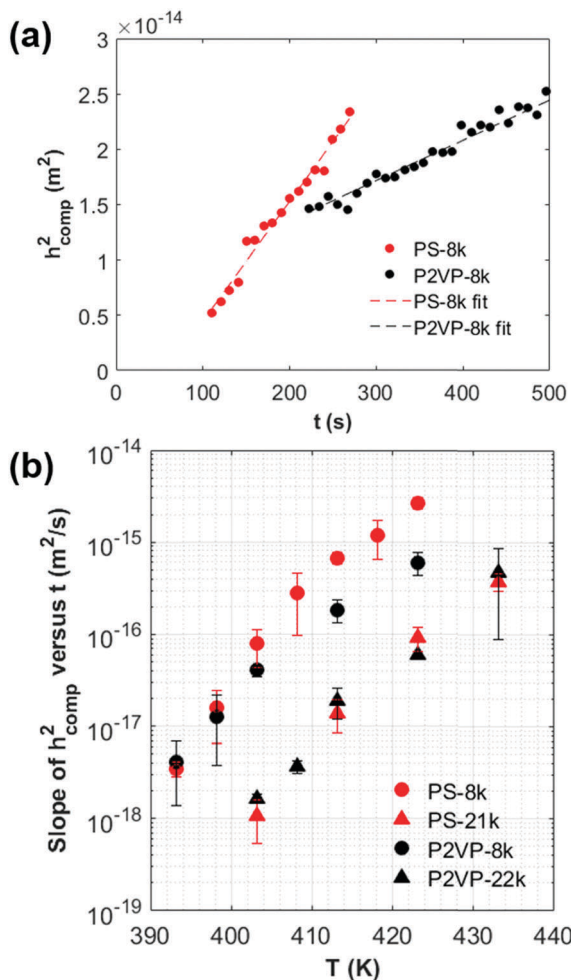 (a)
×10⁻¹⁴
3
2.5
2
1.5
1
0.5
0
h²comp (m²)
PS-8k
P2VP-8k
PS-8k fit
P2VP-8k fit
0 100 200 300 400 500
t (s)
(b)
10⁻¹⁴
10⁻¹⁵
10⁻¹⁶
10⁻¹⁷
10⁻¹⁸
10⁻¹⁹
Slope of h²comp versus t (m²/s)
PS-8k
PS-21k
P2VP-8k
P2VP-22k
390 400 410 420 430 440
T (K)